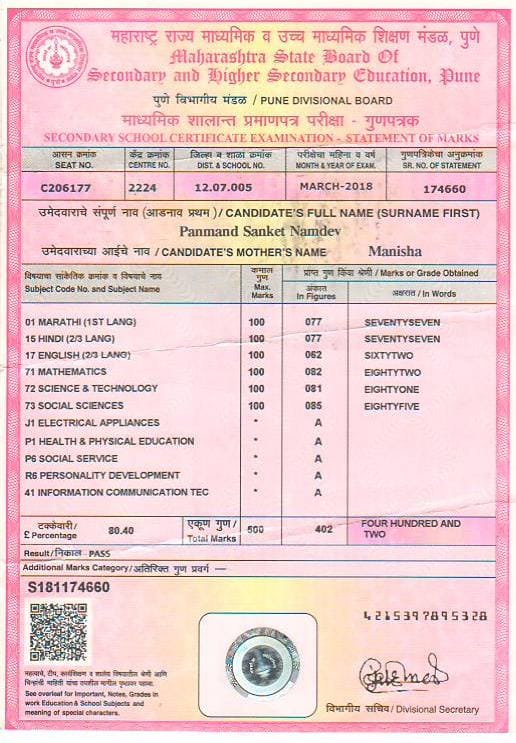 महाराष्ट्र राज्य माध्यमिक व उच्च माध्यमिक शिक्षण मंडळ, पुणे
Maharashtra State Board Of
Secondary and Higher Secondary Education, Pune
पुणे विभागीय मंडळ / PUNE DIVISIONAL BOARD
माध्यमिक शालान्त प्रमाणपत्र परीक्षा - गुणपत्रक
SECONDARY SCHOOL CERTIFICATE EXAMINATION - STATEMENT OF MARKS
आसन क्रमांक केंद्र क्रमांक जिल्हा व शाळा क्रमांक परीक्षेचा महिना व वर्ष गुणपत्रिकेचा अनुक्रमांक
SEAT NO. CENTRE NO. DIST. & SCHOOL NO. MONTH & YEAR OF EXAM. SR. NO. OF STATEMENT
C206177 2224 12.07.005 MARCH-2018 174660
उमेदवाराचे संपूर्ण नाव (आडनाव प्रथम) / CANDIDATE'S FULL NAME (SURNAME FIRST)
Panmand Sanket Namdev
उमेदवाराच्या आईचे नाव / CANDIDATE'S MOTHER'S NAME Manisha
विषयाचा सांकेतिक क्रमांक व विषयाचे नाव
Subject Code No. and Subject Name
कमाल गुण
Max. Marks
प्राप्त गुण किंवा श्रेणी / Marks or Grade Obtained
अंकात
In Figures
अक्षरात / In Words
01 MARATHI (1ST LANG) 100 077 SEVENTYSEVEN
15 HINDI (2/3 LANG) 100 077 SEVENTYSEVEN
17 ENGLISH (2/3 LANG) 100 062 SIXTYTWO
71 MATHEMATICS 100 082 EIGHTYTWO
72 SCIENCE & TECHNOLOGY 100 081 EIGHTYONE
73 SOCIAL SCIENCES 100 085 EIGHTYFIVE
J1 ELECTRICAL APPLIANCES * A
P1 HEALTH & PHYSICAL EDUCATION * A
P6 SOCIAL SERVICE * A
R6 PERSONALITY DEVELOPMENT * A
41 INFORMATION COMMUNICATION TEC * A
टक्केवारी / £ Percentage 80.40 एकूण गुण / Total Marks 500 402 FOUR HUNDRED AND
TWO
Result/निकाल PASS
Additional Marks Category/अतिरिक्त गुण प्रवर्ग —
S181174660
4215397895328
See overleaf for Important, Notes, Grades in
work Education & School Subjects and
meaning of special characters.
विभागीय सचिव / Divisional Secretary